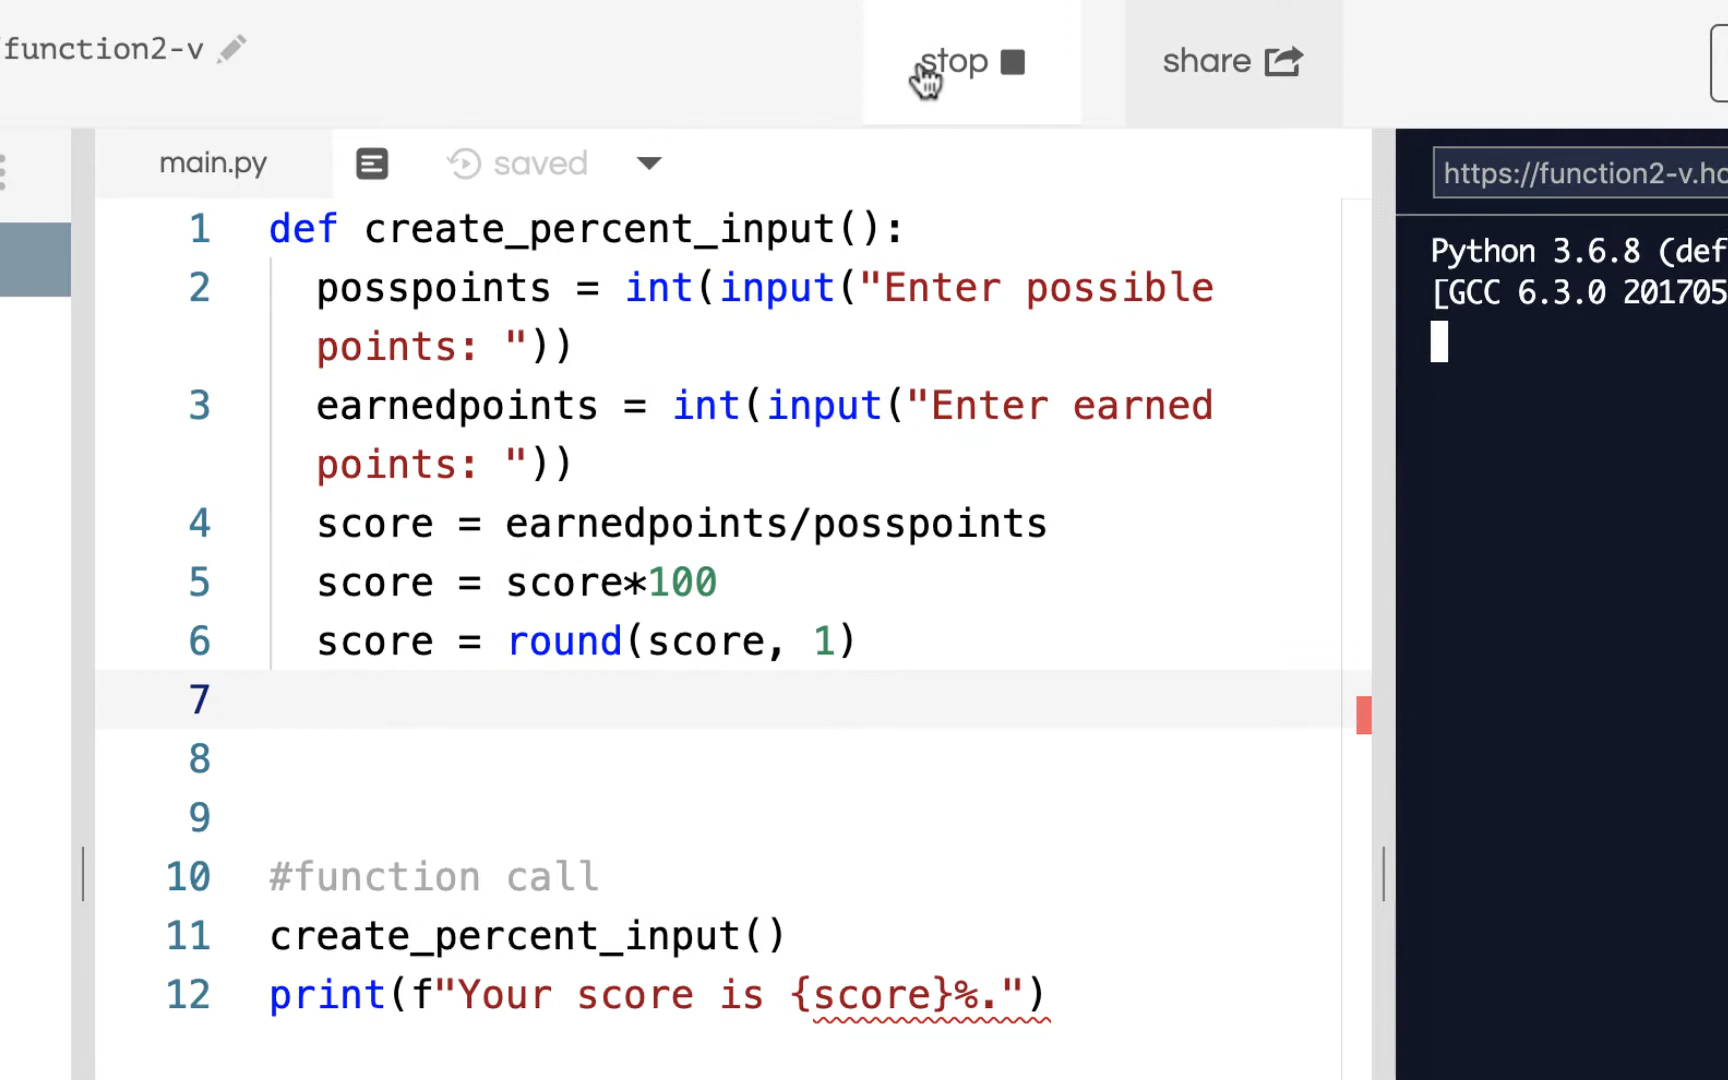 function2-v
stop
share
main.py
saved
https://function2-v.hc
1 def create_percent_input():
2 posspoints = int(input("Enter possible
points: "))
3 earnedpoints = int(input("Enter earned
points: "))
4 score = earnedpoints/posspoints
5 score = score*100
6 score = round(score, 1)
7
8
9
10 #function call
11 create_percent_input()
12 print(f"Your score is {score}%.")
Python 3.6.8 (def
[GCC 6.3.0 201705